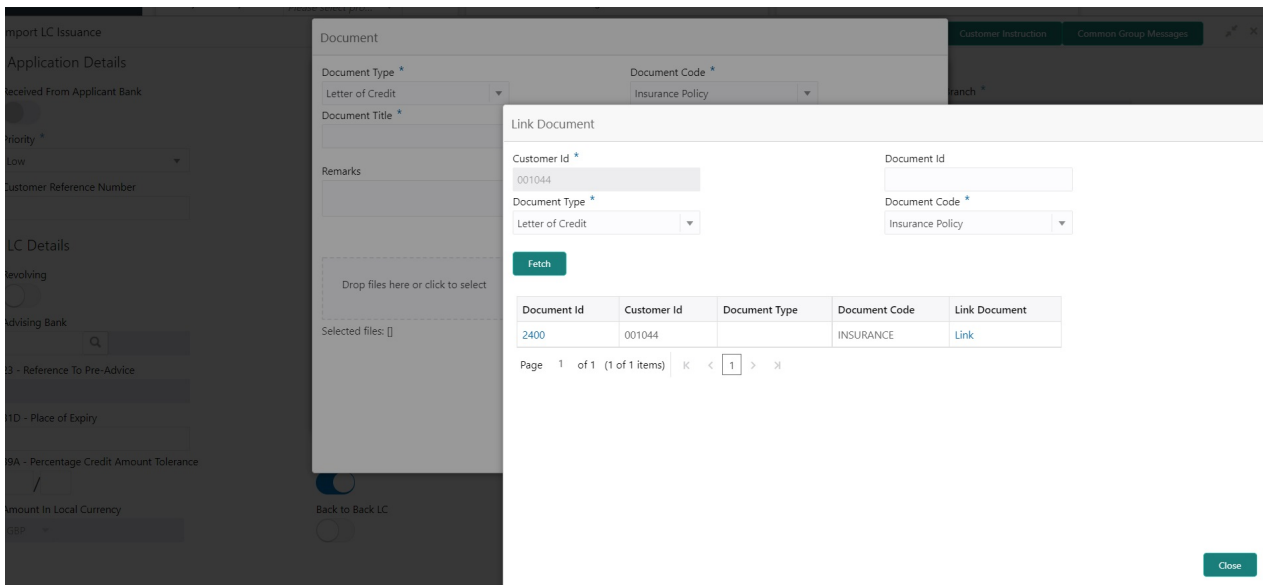 Please select pro...
mport LC Issuance
Customer Instruction
Common Group Messages
Application Details
Received From Applicant Bank
Priority *
Low
Customer Reference Number
LC Details
Revolving
Advising Bank
23 - Reference To Pre-Advice
31D - Place of Expiry
39A - Percentage Credit Amount Tolerance
/
Amount In Local Currency
GBP
Back to Back LC
ranch *
Document
Document Type *
Document Code *
Letter of Credit
Insurance Policy
Document Title *
Remarks
Drop files here or click to select
Selected files: []
Link Document
Customer Id *
Document Id
001044
Document Type *
Document Code *
Letter of Credit
Insurance Policy
Fetch
Document Id Customer Id Document Type Document Code Link Document
2400 001044 INSURANCE Link
Page 1 of 1 (1 of 1 items) 1
Close